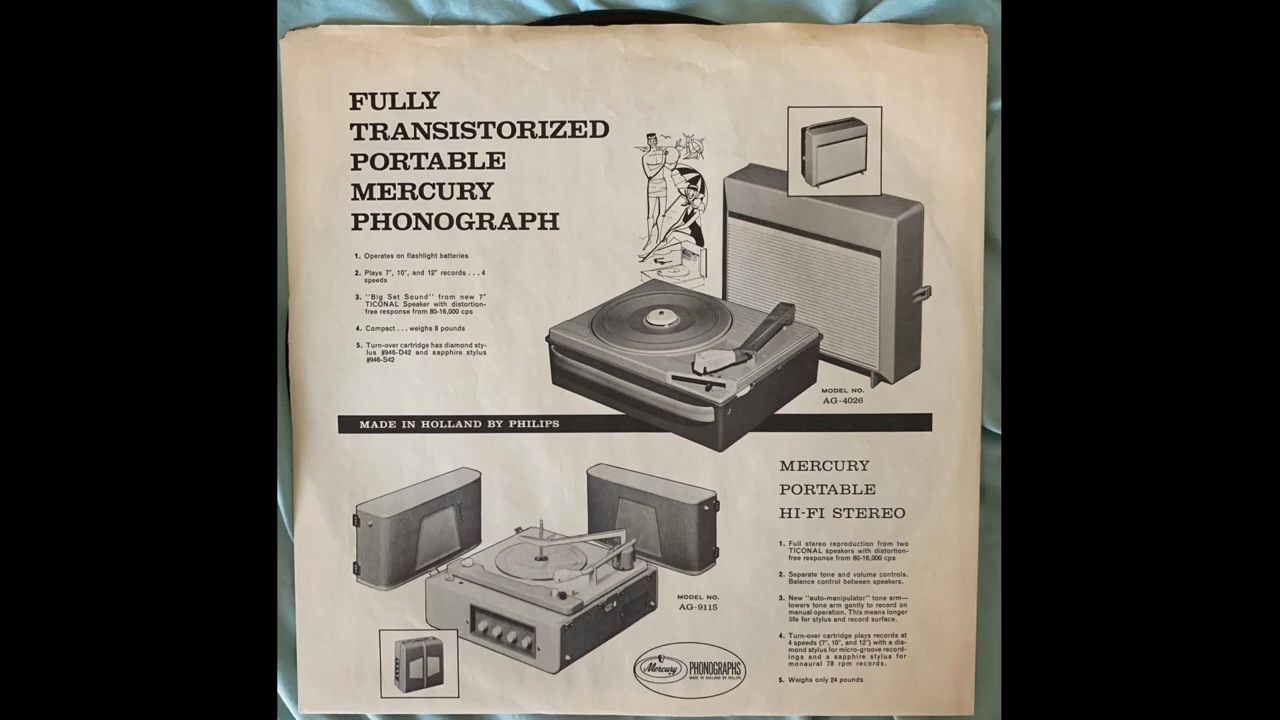 FULLY
TRANSISTORIZED
PORTABLE
MERCURY
PHONOGRAPH
1. Operates on flashlight batteries
2. Plays 7", 10", and 12" records . . . 4
speeds
3. "Big Set Sound" from new 7"
TICONAL Speaker with distortion-
free response from 80-16,000 cps
4. Compact . . . weighs 8 pounds
5. Turn-over cartridge has diamond sty-
lus #946-D42 and sapphire stylus
#946-S42
MODEL NO.
AG-4026
MADE IN HOLLAND BY PHILIPS
MERCURY
PORTABLE
HI-FI STEREO
1. Full stereo reproduction from two
TICONAL speakers with distortion-
free response from 80-16,000 cps
2. Separate tone and volume controls.
Balance control between speakers.
3. New "auto-manipulator" tone arm—
lowers tone arm gently to record on
manual operation. This means longer
life for stylus and record surface.
4. Turn-over cartridge plays records at
4 speeds (7", 10", and 12") with a dia-
mond stylus for micro-groove record-
ings and a sapphire stylus for
monaural 78 rpm records.
5. Weighs only 24 pounds
MODEL NO.
AG-9115
Mercury PHONOGRAPHS
MADE IN HOLLAND BY PHILIPS